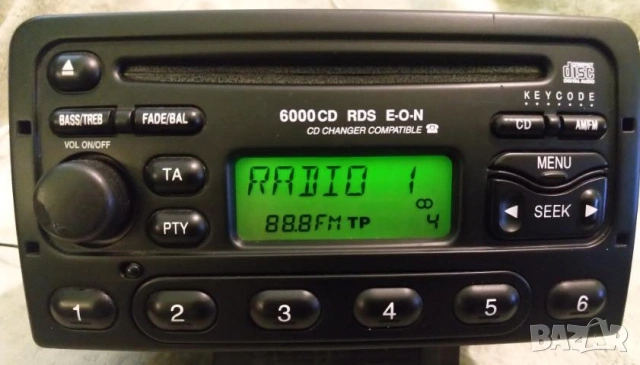 disc
KEYCODE
6000CD RDS E-O-N
CD CHANGER COMPATIBLE
BASS/TREB
FADE/BAL
CD
AM/FM
VOL ON/OFF
TA
PTY
RADIO 1
88.8FM TP
4
MENU
SEEK
1
2
3
4
5
6
BAZAR